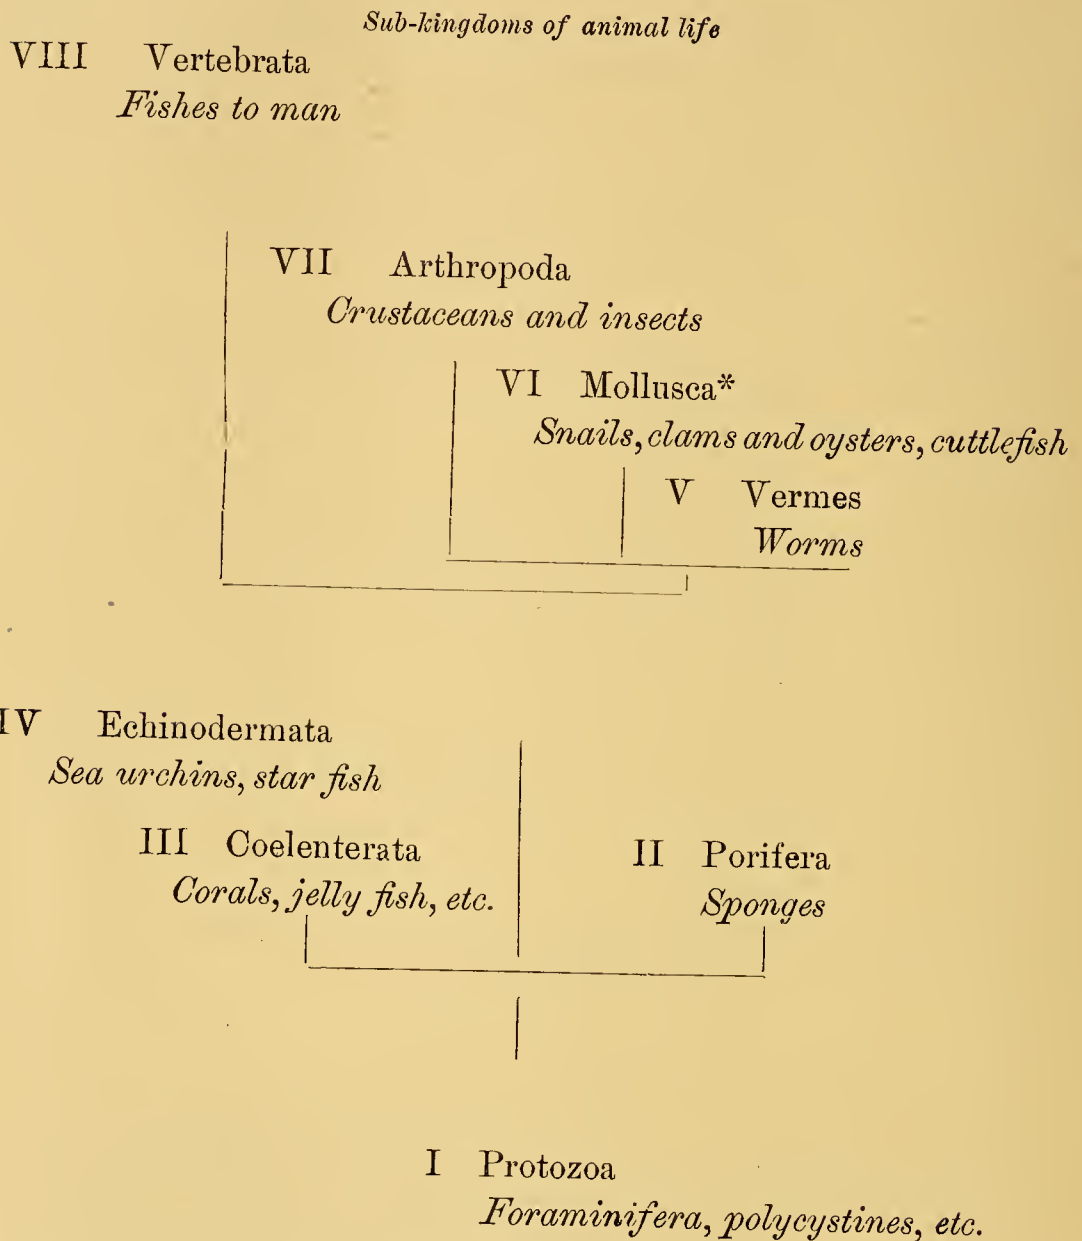 Sub-kingdoms of animal life
VIII Vertebrata
Fishes to man
VII Arthropoda
Crustaceans and insects
VI Mollusca*
Snails, clams and oysters, cuttlefish
V Vermes
Worms
IV Echinodermata
Sea urchins, star fish
III Coelenterata
Corals, jelly fish, etc.
II Porifera
Sponges
I Protozoa
Foraminifera, polycystines, etc.